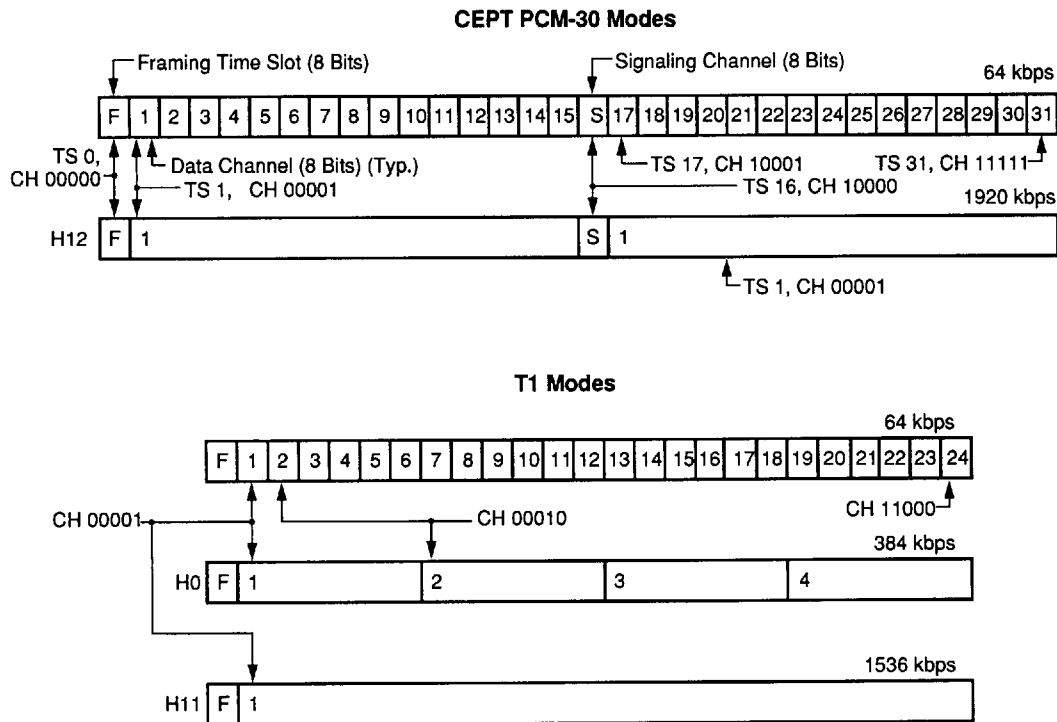 CEPT PCM-30 Modes
Framing Time Slot (8 Bits)
Signaling Channel (8 Bits)
64 kbps
F 1 2 3 4 5 6 7 8 9 10 11 12 13 14 15 S 17 18 19 20 21 22 23 24 25 26 27 28 29 30 31
TS 0,
CH 00000
Data Channel (8 Bits) (Typ.)
TS 1, CH 00001
TS 17, CH 10001
TS 31, CH 11111
TS 16, CH 10000
1920 kbps
H12 F 1 S 1
TS 1, CH 00001
T1 Modes
64 kbps
F 1 2 3 4 5 6 7 8 9 10 11 12 13 14 15 16 17 18 19 20 21 22 23 24
CH 00001
CH 00010
CH 11000
384 kbps
H0 F 1 2 3 4
1536 kbps
H11 F 1